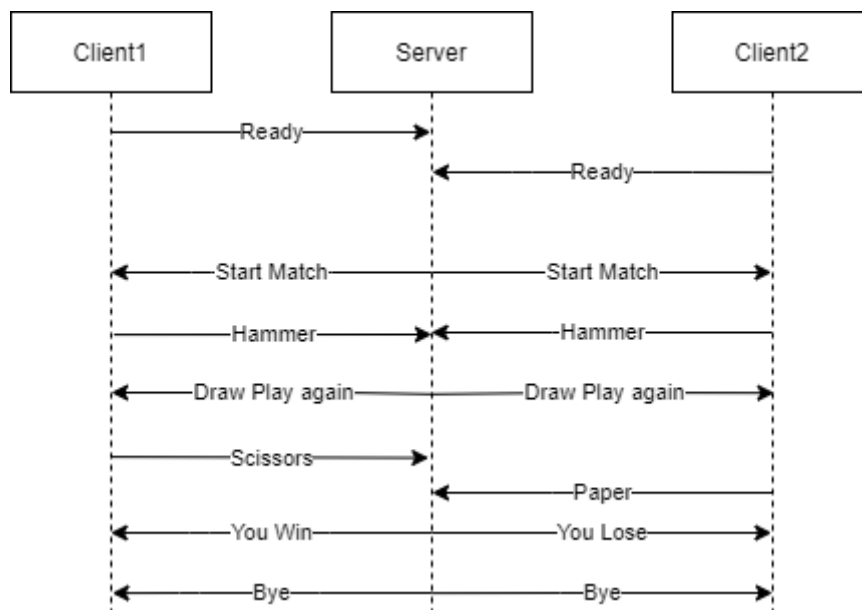 Client1 Server Client2
Ready
Ready
Start Match Start Match
Hammer Hammer
Draw Play again Draw Play again
Scissors
Paper
You Win You Lose
Bye Bye